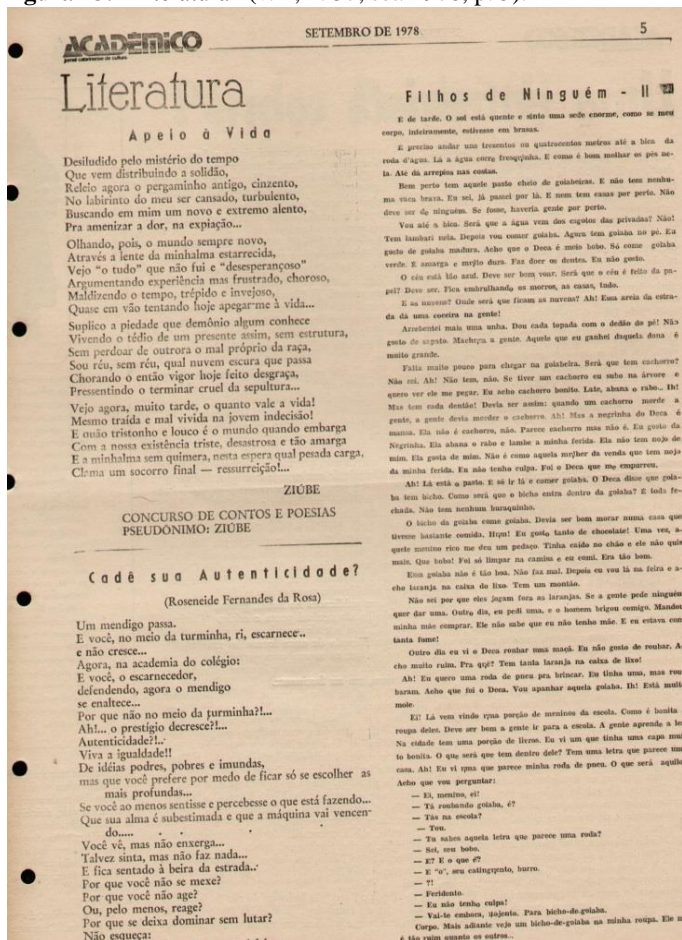 ACADÊMICO
jornal catarinense de cultura
SETEMBRO DE 1978
5
Literatura
Apelo à Vida
Desiludido pelo mistério do tempo
Que vem distribuindo a solidão,
Releio agora o pergaminho antigo, cinzento,
No labirinto do meu ser cansado, turbulento,
Buscando em mim um novo e extremo alento,
Pra amenizar a dor, na expiação...
Olhando, pois, o mundo sempre novo,
Através a lente da minhalma estarrecida,
Vejo "o tudo" que não fui e "desesperançoso"
Argumentando experiência mas frustrado, choroso,
Maldizendo o tempo, trépido e invejoso,
Quase em vão tentando hoje apegar-me à vida...
Suplico a piedade que demônio algum conhece
Vivendo o tédio de um presente assim, sem estrutura,
Sem perdoar de outrora o mal próprio da raça,
Sou réu, sem réu, qual nuvem escura que passa
Chorando o então vigor hoje feito desgraça,
Pressentindo o terminar cruel da sepultura...
Vejo agora, muito tarde, o quanto vale a vida!
Mesmo traída e mal vivida na jovem indecisão!
E quão tristonho e louco é o mundo quando embarga
Com a nossa existência triste, desastrosa e tão amarga
E a minhalma sem quimera, nesta espera qual pesada carga,
Clama um socorro final — ressurreição!...
ZIÚBE
CONCURSO DE CONTOS E POESIAS
PSEUDÔNIMO: ZIÚBE
Cadê sua Autenticidade?
(Roseneide Fernandes da Rosa)
Um mendigo passa.
E você, no meio da turminha, ri, escarnece..
e não cresce...
Agora, na academia do colégio:
E você, o escarnecedor,
defendendo, agora o mendigo
se enaltece...
Por que não no meio da turminha?!...
Ah!... o prestígio decresce?!...
Autenticidade?!..
Viva a igualdade!!
De idéias podres, pobres e imundas,
mas que você prefere por medo de ficar só se escolher as
mais profundas...
Se você ao menos sentisse e percebesse o que está fazendo...
Que sua alma é subestimada e que a máquina vai vencen-
do.....
Você vê, mas não enxerga...
Talvez sinta, mas não faz nada...
E fica sentado à beira da estrada..
Por que você não se mexe?
Por que você não age?
Ou, pelo menos, reage?
Por que se deixa dominar sem lutar?
Não esqueça:
Filhos de Ninguém - II
E de tarde. O sol está quente e sinto uma sede enorme, como se meu
corpo, inteiramente, estivesse em brasas.
E preciso andar uns trezentos ou quatrocentos metros até a bica da
roda d'agua. Lá a água corre fresquinha. E como é bom molhar os pés ne-
la. Até dá arrepios nas costas.
Bem perto tem aquele pasto cheio de goiabeiras. E não tem nenhu-
ma vaca brava. Eu sei, já passei por lá. E nem tem casas por perto. Não
deve ser de ninguém. Se fosse, haveria gente por perto.
Vou até a bica. Será que a água vem dos esgotos das privadas? Não!
Tem lambari nela. Depois vou comer goiaba. Agora tem goiaba no pé. Eu
gosto de goiaba madura. Acho que o Deca é meio bobo. Só come goiaba
verde. E amarga e muito dura. Faz doer os dentes. Eu não gosto.
O céu está tão azul. Deve ser bom voar. Será que o céu é feito da pa-
pel? Deve ser. Fica embrulhando os morros, as casas, tudo.
E as nuvens? Onde será que ficam as nuvens? Ah! Essa areia da estra-
da dá uma coceira na gente!
Arrebentei mais uma unha. Dou cada topada com o dedão do pé! Não
gosto de sapato. Machuca a gente. Aquele que eu ganhei daquela dona é
muito grande.
Falta muito pouco para chegar na goiabeira. Será que tem cachorro?
Não sei. Ah! Não tem, não. Se tiver um cachorro eu subo na árvore e
quero ver ele me pegar. Eu acho cachorro bonito. Late, abana o rabo.. Ih!
Mas tem cada dentão! Devia ser assim: quando um cachorro morde a
gente, a gente devia morder o cachorro. Ah! Mas a negrinha do Deca é
mansa. Ela não é cachorro, não. Parece cachorro mas não é. Eu gosto da
Negrinha. Ela abana o rabo e lambe a minha ferida. Ela não tem nojo de
mim. Ela gosta de mim. Não é como aquela mulher da venda que tem nojo
da minha ferida. Eu não tenho culpa. Foi o Deca que me empurrou.
Ah! Lá está o pasto. E só ir lá e comer goiaba. O Deca disse que goia-
ba tem bicho. Como será que o bicho entra dentro da goiaba? E toda fe-
chada. Não tem nenhum buraquinho.
O bicho da goiaba come goiaba. Devia ser bom morar numa casa que
tivesse bastante comida. Hum! Eu gosto tanto de chocolate! Uma vez, a-
quele menino rico me deu um pedaço. Tinha caído no chão e ele não quis
mais. Que bobo! Foi só limpar na camisa e eu comi. Era tão bom.
Essa goiaba não é tão boa. Não faz mal. Depois eu vou lá na feira e a-
cho laranja na caixa de lixo. Tem um montão.
Não sei por que eles jogam fora as laranjas. Se a gente pede ninguém
quer dar uma. Outro dia, eu pedi uma, e o homem brigou comigo. Mandou
minha mãe comprar. Ele não sabe que eu não tenho mãe. E eu estava com
tanta fome!
Outro dia eu vi o Deca roubar uma maçã. Eu não gosto de roubar. A-
cho muito ruim. Pra quê? Tem tanta laranja na caixa de lixo!
Ah! Eu quero uma roda de pneu pra brincar. Eu tinha uma, mas rou-
baram. Acho que foi o Deca. Vou apanhar aquela goiaba. Ih! Está muito
mole.
Ei! Lá vem vindo uma porção de meninos da escola. Como é bonita
roupa deles. Deve ser bom a gente ir para a escola. A gente aprende a ler
Na cidade tem uma porção de livros. Eu vi um que tinha uma capa mui
to bonita. O que será que tem dentro dele? Tem uma letra que parece um
casa. Ah! Eu vi uma que parece minha roda de pneu. O que será aquilo
Acho que vou perguntar:
— Ei, menino, ei!
— Tá roubando goiaba, é?
— Tás na escola?
— Tou.
— Tu sabes aquela letra que parece uma roda?
— Sei, seu bobo.
— E? E o que é?
— E "o", seu catinguento, burro.
— ?!
— Feridento.
— Eu não tenho culpa!
— Vai-te embora, nojento. Para bicho-de-goiaba.
Corpo. Mais adiante vejo um bicho-de-goiaba na minha roupa. Ele n
é tão ruim quanto os outros...